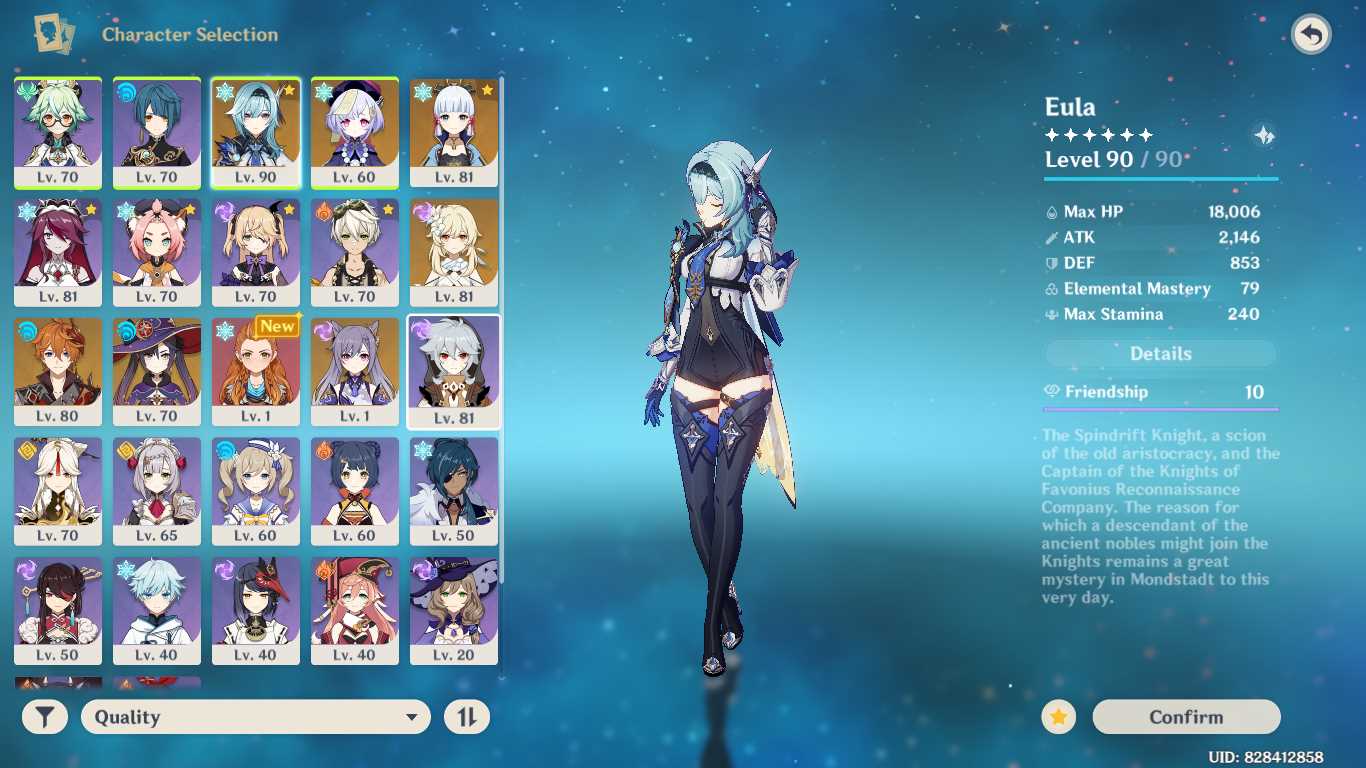 Character Selection
Lv. 70
Lv. 70
Lv. 90
Lv. 60
Lv. 81
Lv. 81
Lv. 70
Lv. 70
Lv. 70
Lv. 81
New
Lv. 80
Lv. 70
Lv. 1
Lv. 1
Lv. 81
Lv. 70
Lv. 65
Lv. 60
Lv. 60
Lv. 50
Lv. 50
Lv. 40
Lv. 40
Lv. 40
Lv. 20
Quality
Eula
Level 90 / 90
Max HP 18,006
ATK 2,146
DEF 853
Elemental Mastery 79
Max Stamina 240
Details
Friendship 10
The Spindrift Knight, a scion
of the old aristocracy, and the
Captain of the Knights of
Favonius Reconnaissance
Company. The reason for
which a descendant of the
ancient nobles might join the
Knights remains a great
mystery in Mondstadt to this
very day.
Confirm
UID: 828412858